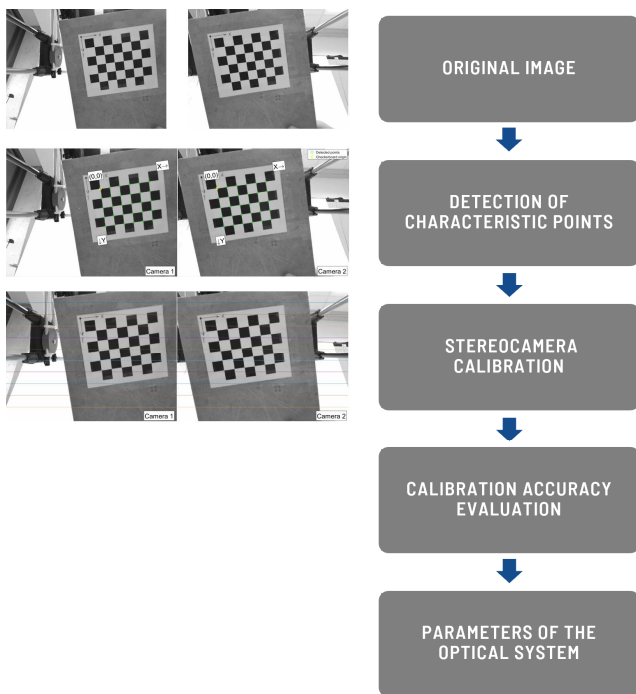 ORIGINAL IMAGE
(0,0)
X→
↓Y
Camera 1
(0,0)
X→
↓Y
Detected points
Checkerboard origin
Camera 2
DETECTION OF
CHARACTERISTIC POINTS
Camera 1
Camera 2
STEREOCAMERA
CALIBRATION
CALIBRATION ACCURACY
EVALUATION
PARAMETERS OF THE
OPTICAL SYSTEM